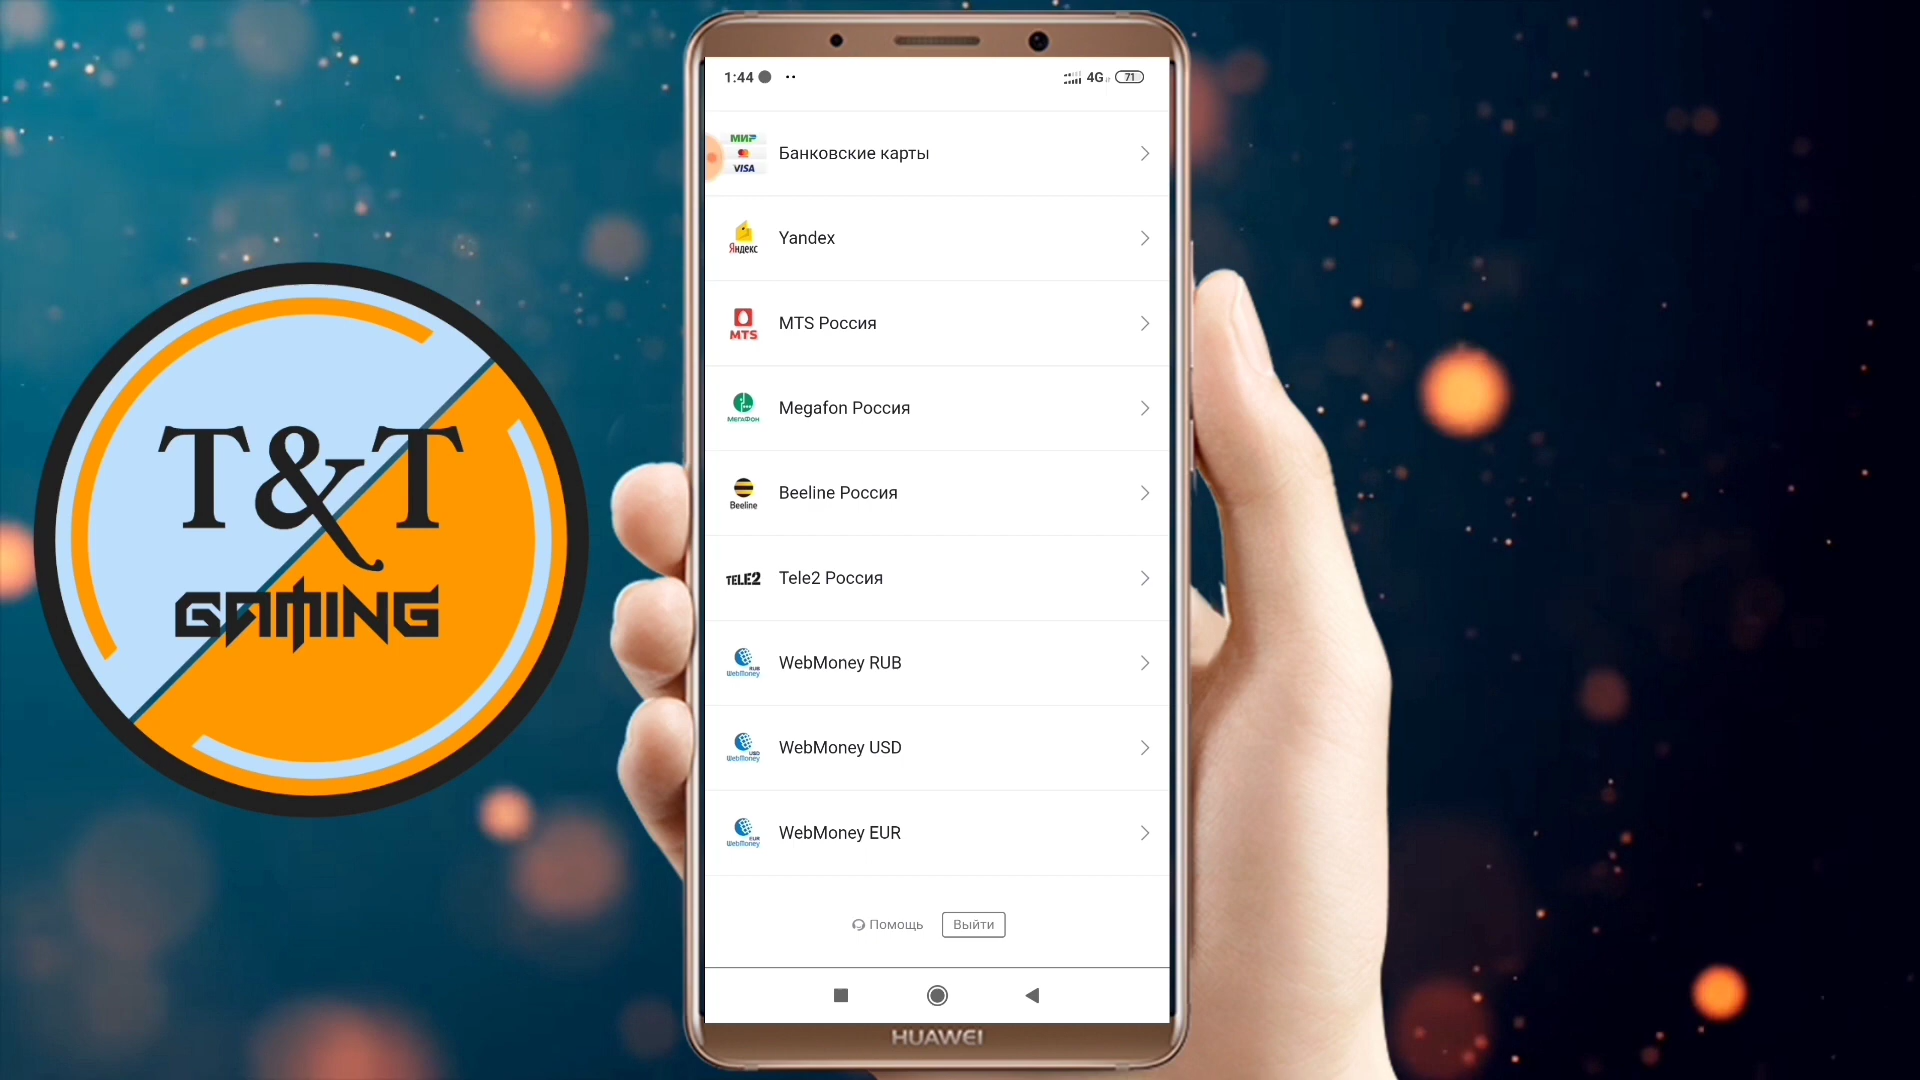 T&T
GAMING
1:44
4G
71
МИР
VISA
Банковские карты
Яндекс
Yandex
МТS
MTS Россия
МегаФон
Megafon Россия
Beeline
Beeline Россия
TELE2
Tele2 Россия
RUB
WebMoney
WebMoney RUB
USD
WebMoney
WebMoney USD
EUR
WebMoney
WebMoney EUR
Помощь
Выйти
HUAWEI